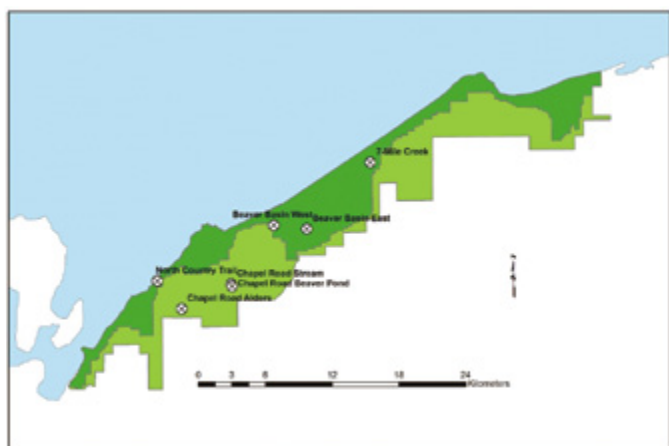 7-Mile Creek
Beaver Basin West
Beaver Basin East
North Country Trail
Chapel Road Stream
Chapel Road Beaver Pond
Chapel Road Alders
0 3 6 12 18 24
Kilometers